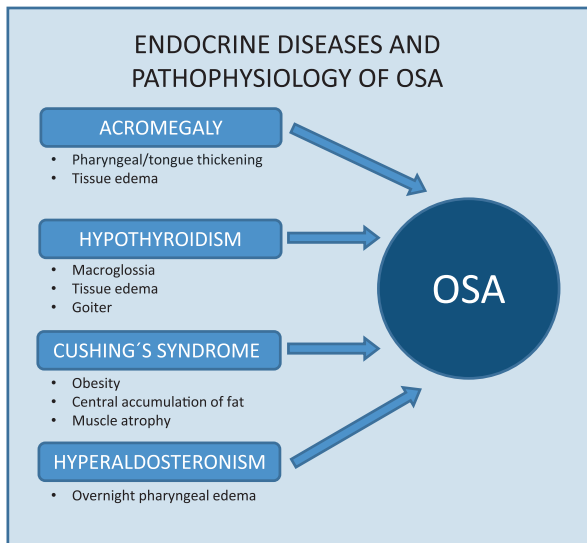 ENDOCRINE DISEASES AND
PATHOPHYSIOLOGY OF OSA
ACROMEGALY
• Pharyngeal/tongue thickening
• Tissue edema
HYPOTHYROIDISM
• Macroglossia
• Tissue edema
• Goiter
CUSHING´S SYNDROME
• Obesity
• Central accumulation of fat
• Muscle atrophy
HYPERALDOSTERONISM
• Overnight pharyngeal edema
OSA